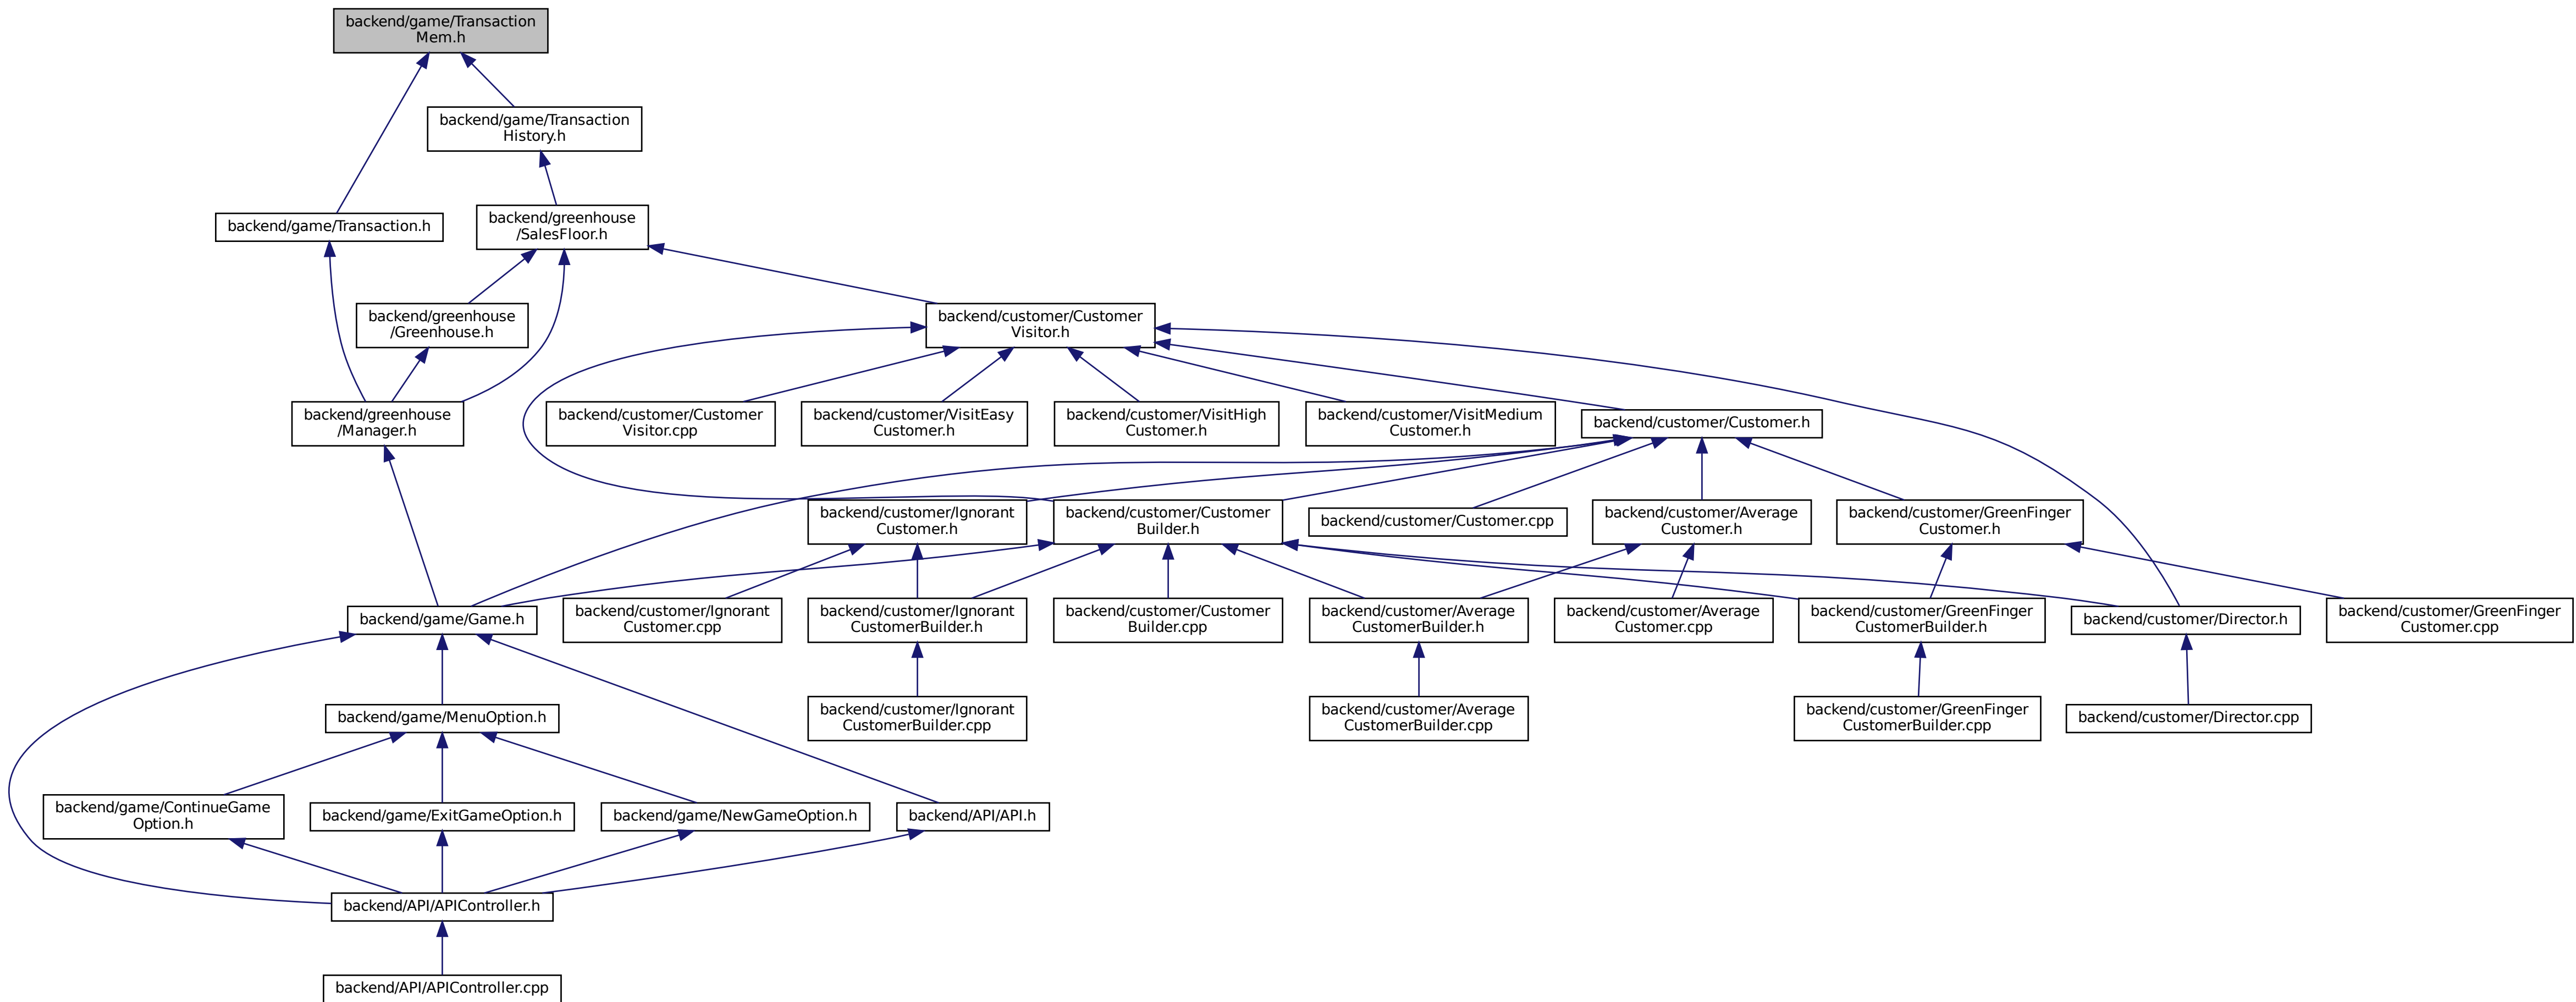 backend/game/Transaction
Mem.h
backend/game/Transaction
History.h
backend/game/Transaction.h
backend/greenhouse
/SalesFloor.h
backend/greenhouse
/Greenhouse.h
backend/customer/Customer
Visitor.h
backend/greenhouse
/Manager.h
backend/customer/Customer
Visitor.cpp
backend/customer/VisitEasy
Customer.h
backend/customer/VisitHigh
Customer.h
backend/customer/VisitMedium
Customer.h
backend/customer/Customer.h
backend/customer/Ignorant
Customer.h
backend/customer/Customer
Builder.h
backend/customer/Customer.cpp
backend/customer/Average
Customer.h
backend/customer/GreenFinger
Customer.h
backend/game/Game.h
backend/customer/Ignorant
Customer.cpp
backend/customer/Ignorant
CustomerBuilder.h
backend/customer/Customer
Builder.cpp
backend/customer/Average
CustomerBuilder.h
backend/customer/Average
Customer.cpp
backend/customer/GreenFinger
CustomerBuilder.h
backend/customer/Director.h
backend/customer/GreenFinger
Customer.cpp
backend/game/MenuOption.h
backend/customer/Ignorant
CustomerBuilder.cpp
backend/customer/Average
CustomerBuilder.cpp
backend/customer/GreenFinger
CustomerBuilder.cpp
backend/customer/Director.cpp
backend/game/ContinueGame
Option.h
backend/game/ExitGameOption.h
backend/game/NewGameOption.h
backend/API/API.h
backend/API/APIController.h
backend/API/APIController.cpp